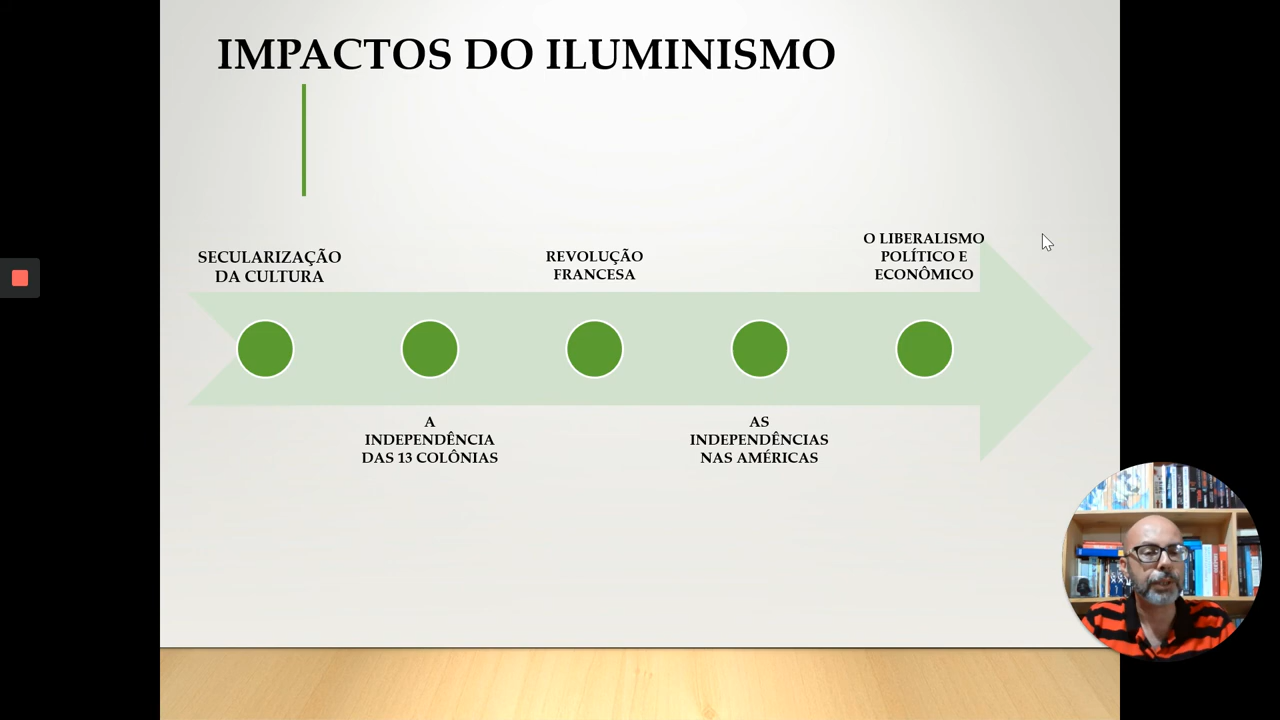 IMPACTOS DO ILUMINISMO
SECULARIZAÇÃO
DA CULTURA
A
INDEPENDÊNCIA
DAS 13 COLÔNIAS
REVOLUÇÃO
FRANCESA
AS
INDEPENDÊNCIAS
NAS AMÉRICAS
O LIBERALISMO
POLÍTICO E
ECONÔMICO